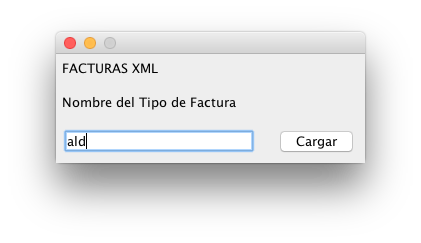 FACTURAS XML
Nombre del Tipo de Factura
ald
Cargar